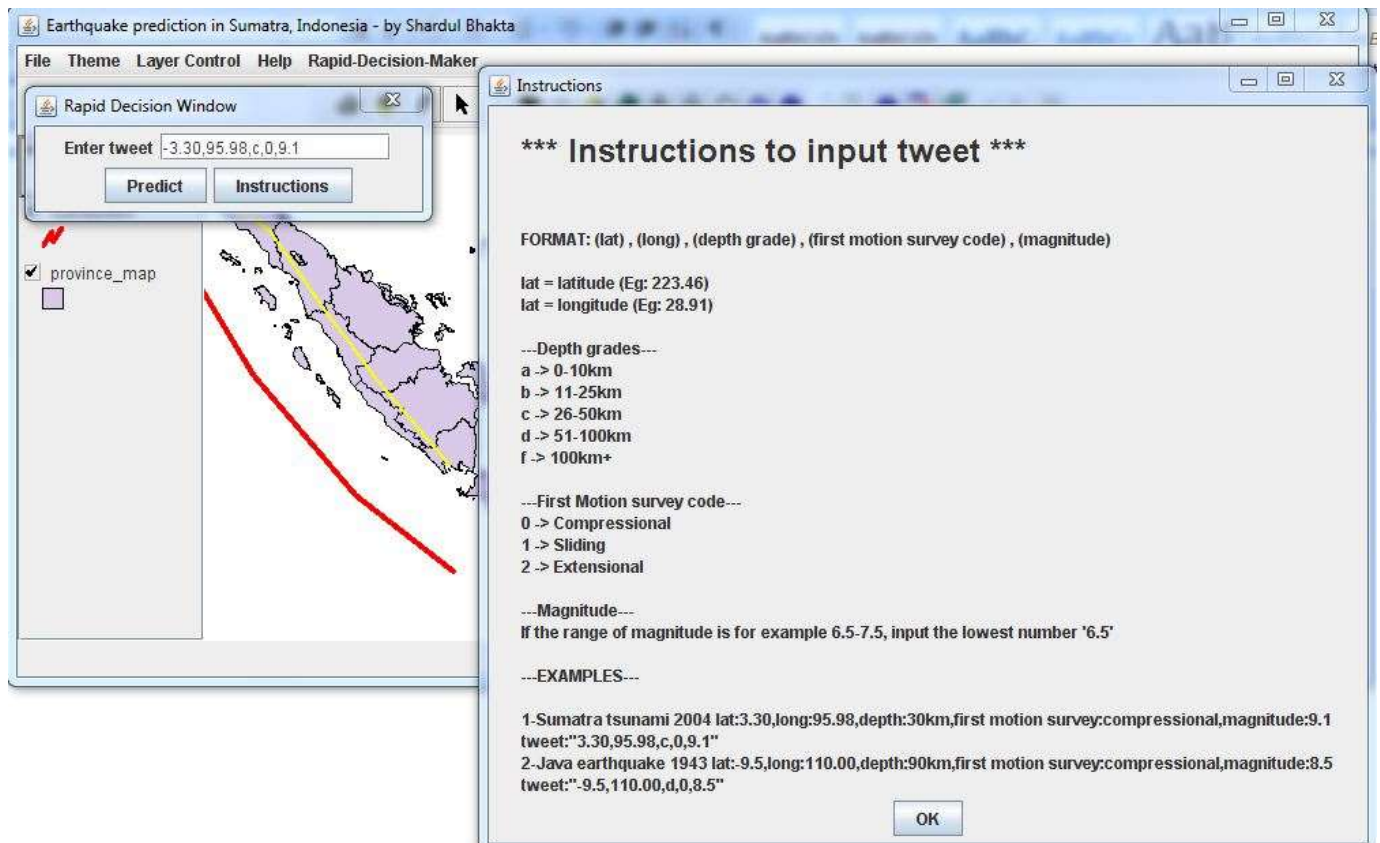 Earthquake prediction in Sumatra, Indonesia - by Shardul Bhakta
File Theme Layer Control Help Rapid-Decision-Maker
Rapid Decision Window
Enter tweet -3.30,95.98,c,0,9.1
Predict Instructions
province_map
Instructions
*** Instructions to input tweet ***
FORMAT: (lat) , (long) , (depth grade) , (first motion survey code) , (magnitude)
lat = latitude (Eg: 223.46)
lat = longitude (Eg: 28.91)
---Depth grades---
a -> 0-10km
b -> 11-25km
c -> 26-50km
d -> 51-100km
f -> 100km+
---First Motion survey code---
0 -> Compressional
1 -> Sliding
2 -> Extensional
---Magnitude---
If the range of magnitude is for example 6.5-7.5, input the lowest number '6.5'
---EXAMPLES---
1-Sumatra tsunami 2004 lat:3.30,long:95.98,depth:30km,first motion survey:compressional,magnitude:9.1
tweet:"3.30,95.98,c,0,9.1"
2-Java earthquake 1943 lat:-9.5,long:110.00,depth:90km,first motion survey:compressional,magnitude:8.5
tweet:"-9.5,110.00,d,0,8.5"
OK